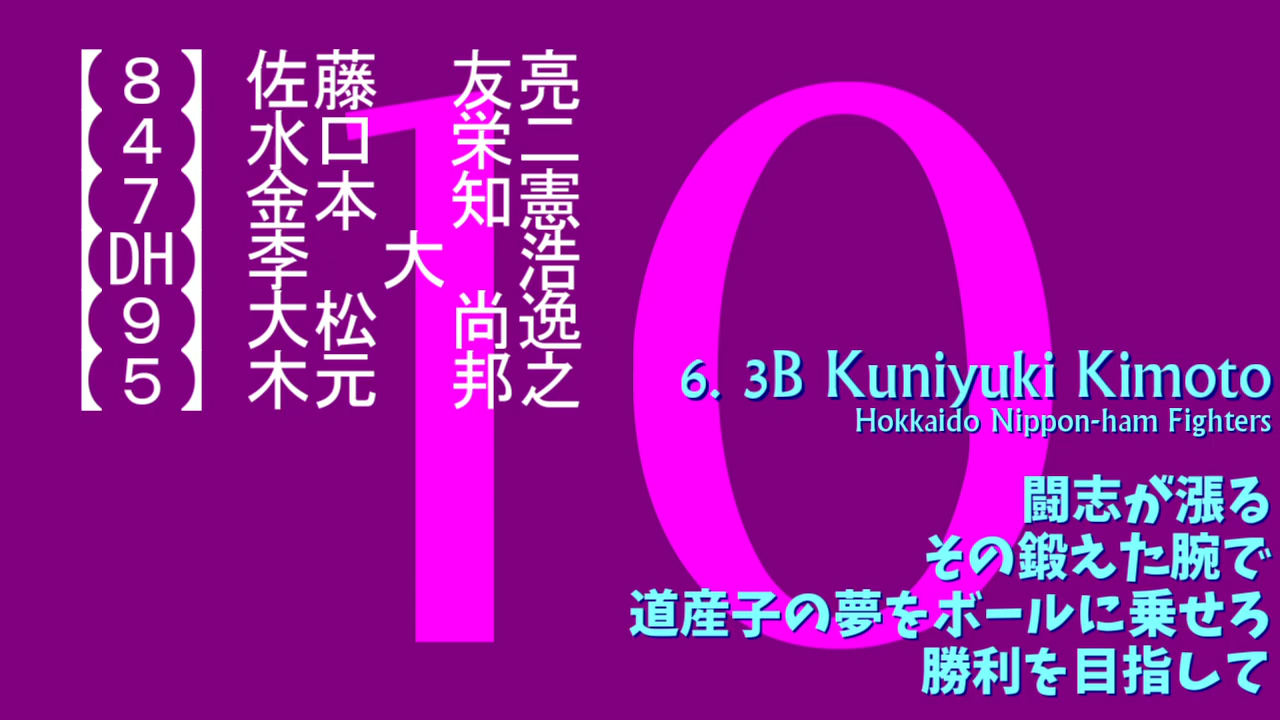 【8】 佐藤 友亮
【4】 水口 栄二
【7】 金本 知憲
【DH】 李 大浩
【9】 大松 尚逸
【5】 木元 邦之
10
6. 3B Kuniyuki Kimoto
Hokkaido Nippon-ham Fighters
闘志が漲る
その鍛えた腕で
道産子の夢をボールに乗せろ
勝利を目指して